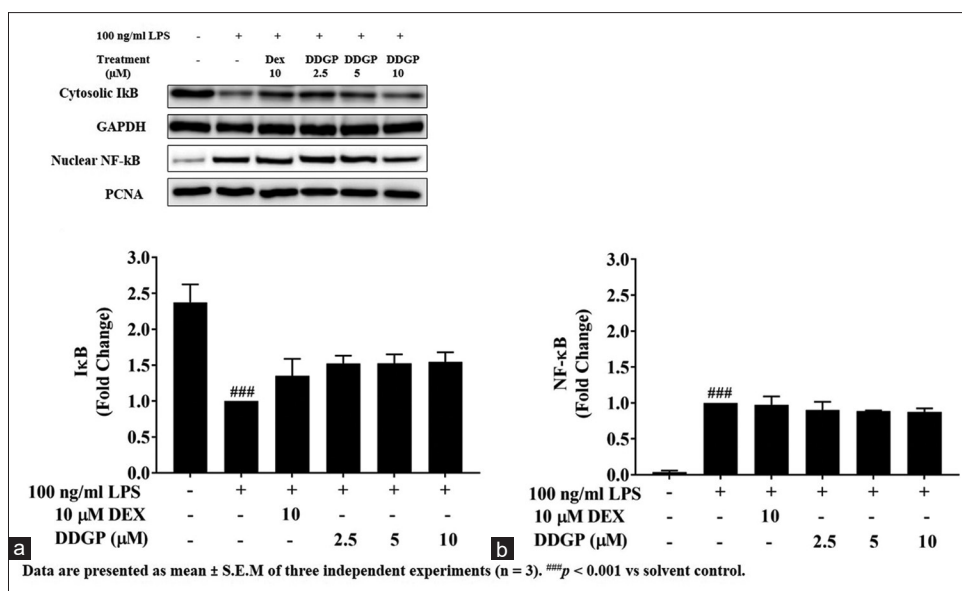 100 ng/ml LPS - + + + + +
Treatment (µM) - - Dex 10 DDGP 2.5 DDGP 5 DDGP 10
Cytosolic IkB
GAPDH
Nuclear NF-kB
PCNA
IκB
(Fold Change)
3.0
2.5
2.0
1.5
1.0
0.5
0.0
###
100 ng/ml LPS - + + + + +
10 µM DEX - - 10 - - -
DDGP (µM) - - - 2.5 5 10
a
NF-κB
(Fold Change)
3.0
2.5
2.0
1.5
1.0
0.5
0.0
###
100 ng/ml LPS - + + + + +
10 µM DEX - - 10 - - -
DDGP (µM) - - - 2.5 5 10
b
Data are presented as mean ± S.E.M of three independent experiments (n = 3). ###p < 0.001 vs solvent control.